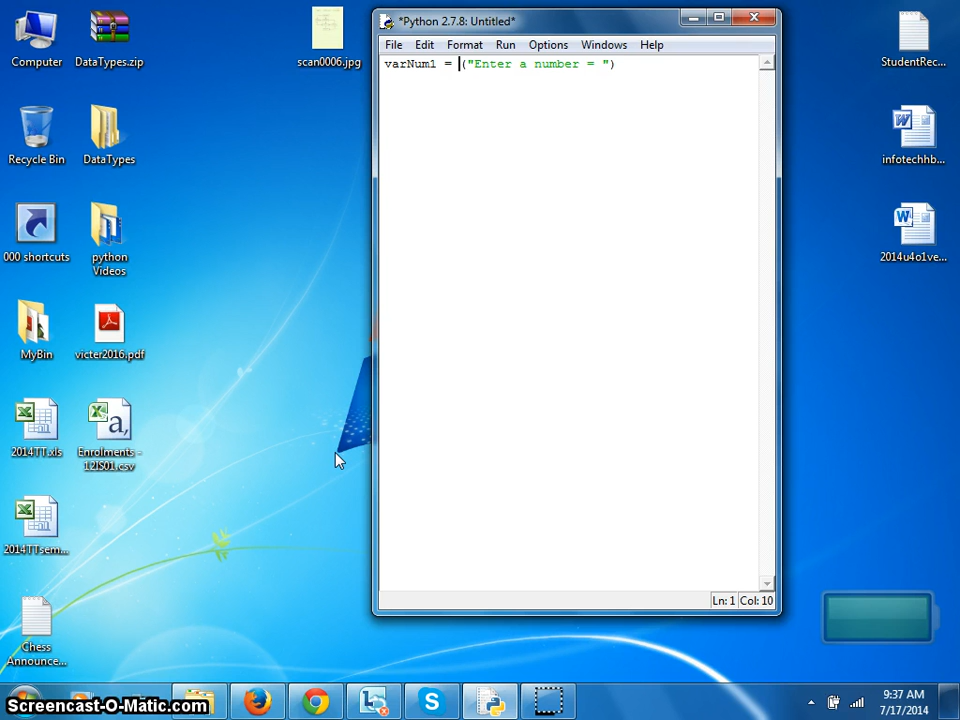 *Python 2.7.8: Untitled*
File Edit Format Run Options Windows Help
varNum1 = ("Enter a number = ")
Ln: 1 Col: 10
Computer
DataTypes.zip
scan0006.jpg
StudentRec...
Recycle Bin
DataTypes
infotechhb...
000 shortcuts
python
Videos
2014u4o1ve...
MyBin
victer2016.pdf
2014TT.xls
Enrolments -
12IS01.csv
2014TTsem...
Chess
Announce...
Screencast-O-Matic.com
9:37 AM
7/17/2014